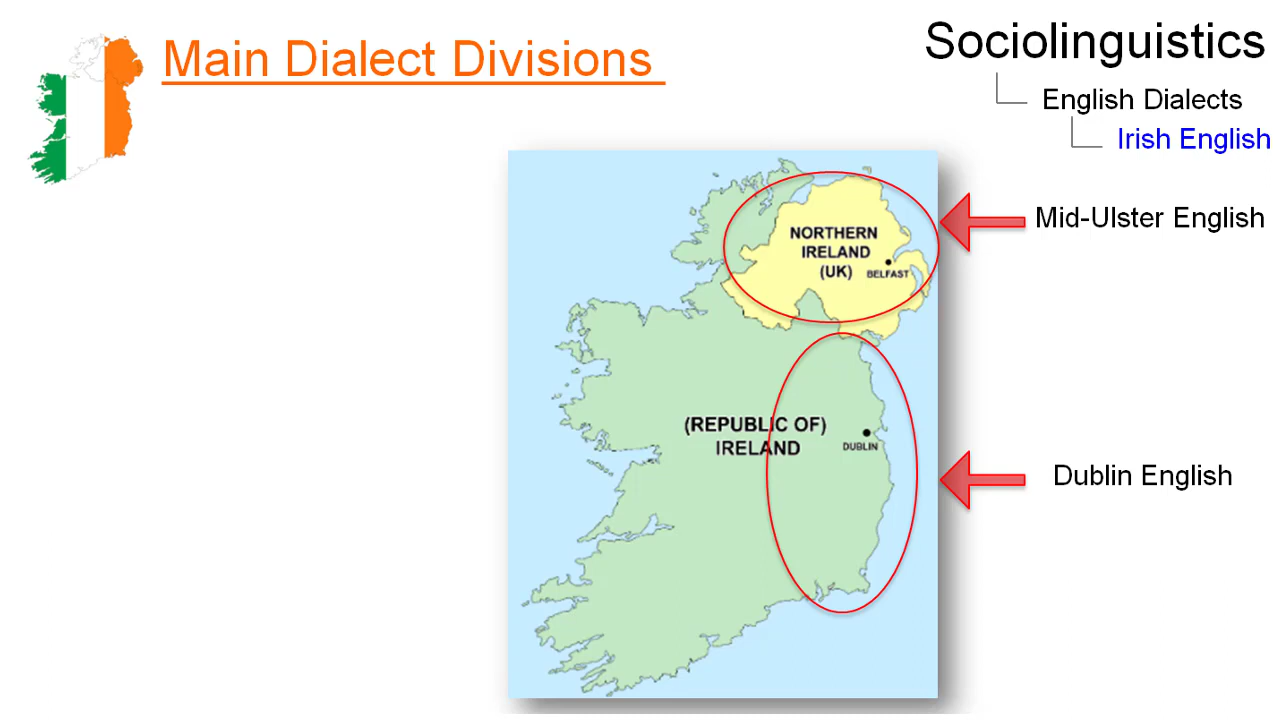 Main Dialect Divisions
Sociolinguistics
English Dialects
Irish English
NORTHERN
IRELAND
(UK)
BELFAST
Mid-Ulster English
(REPUBLIC OF)
IRELAND
DUBLIN
Dublin English